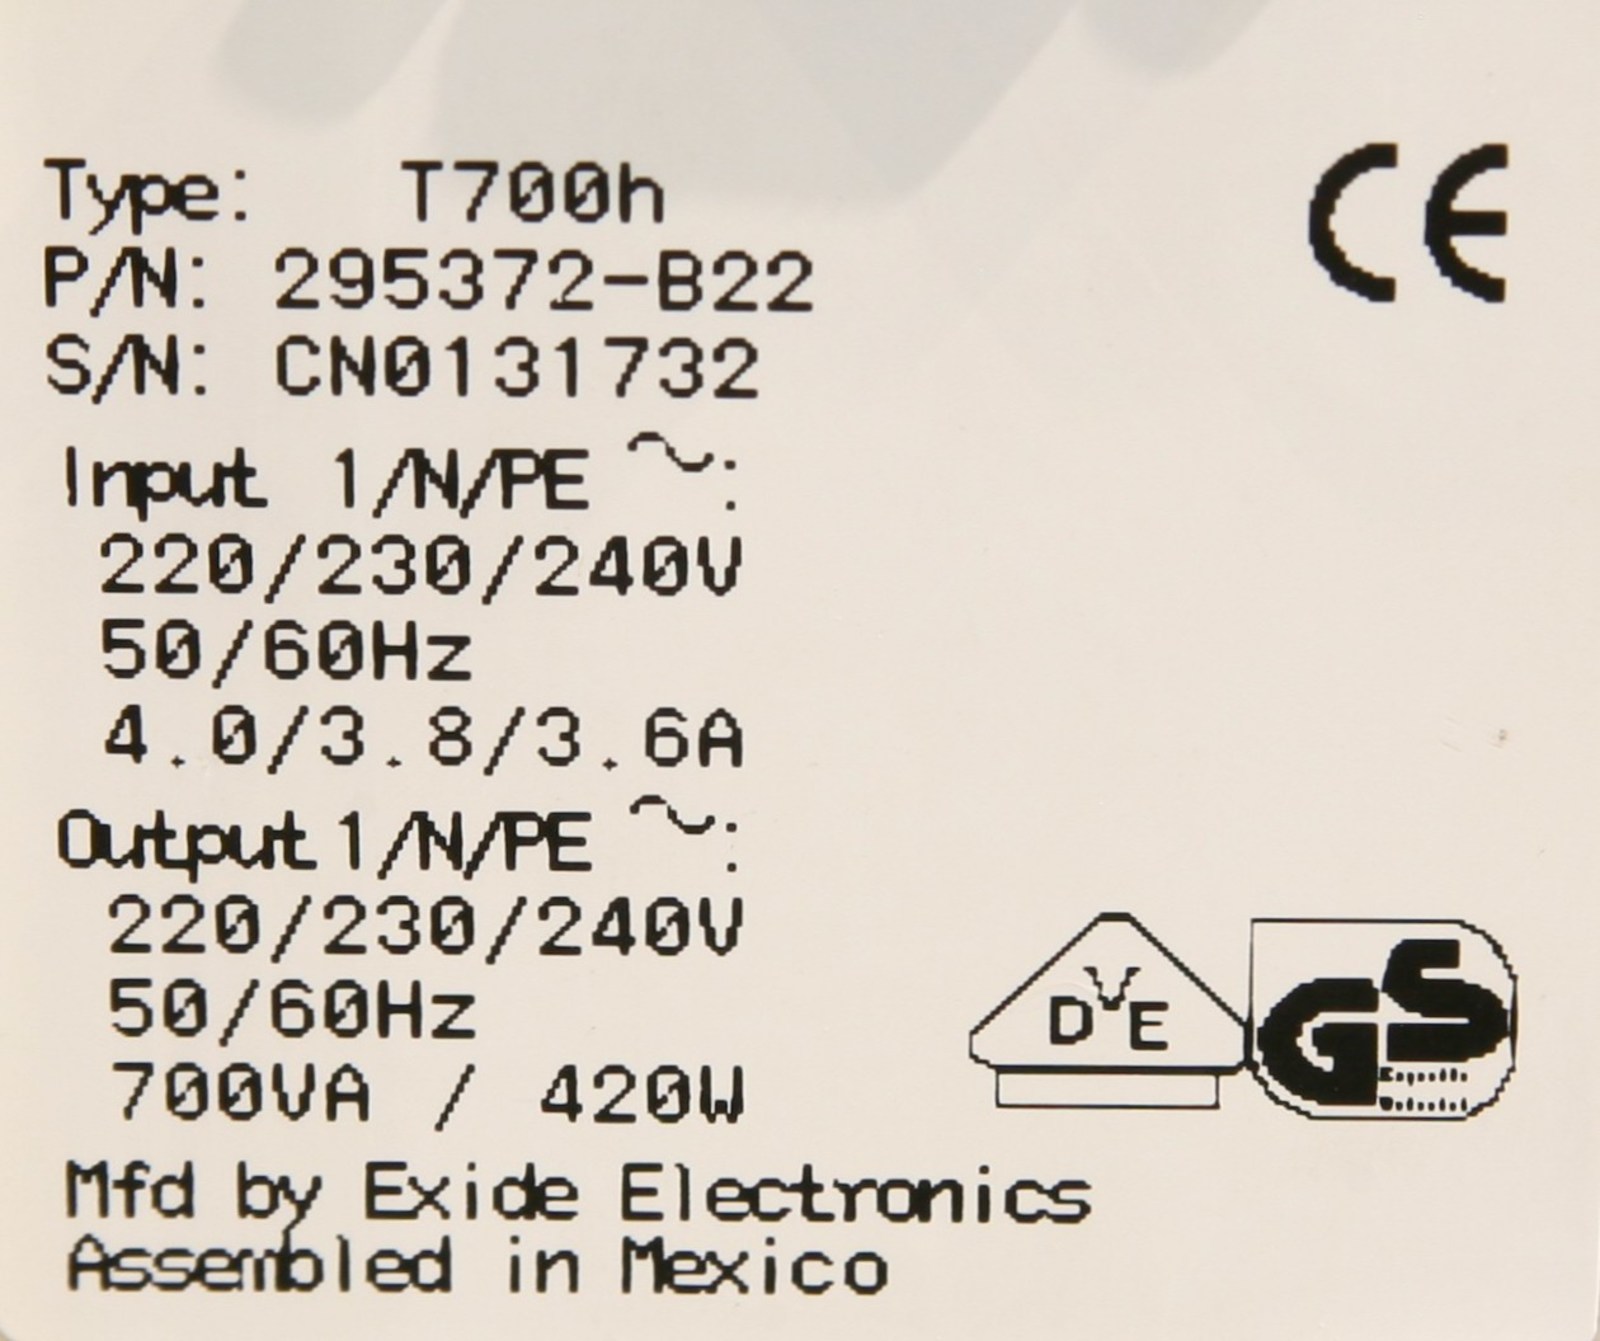 Type: T700h
P/N: 295372-B22
S/N: CN0131732
CE
Input 1/N/PE ~:
220/230/240V
50/60Hz
4.0/3.8/3.6A
Output 1/N/PE ~:
220/230/240V
50/60Hz
700VA / 420W
DVE
GS
Mfd by Exide Electronics
Assembled in Mexico